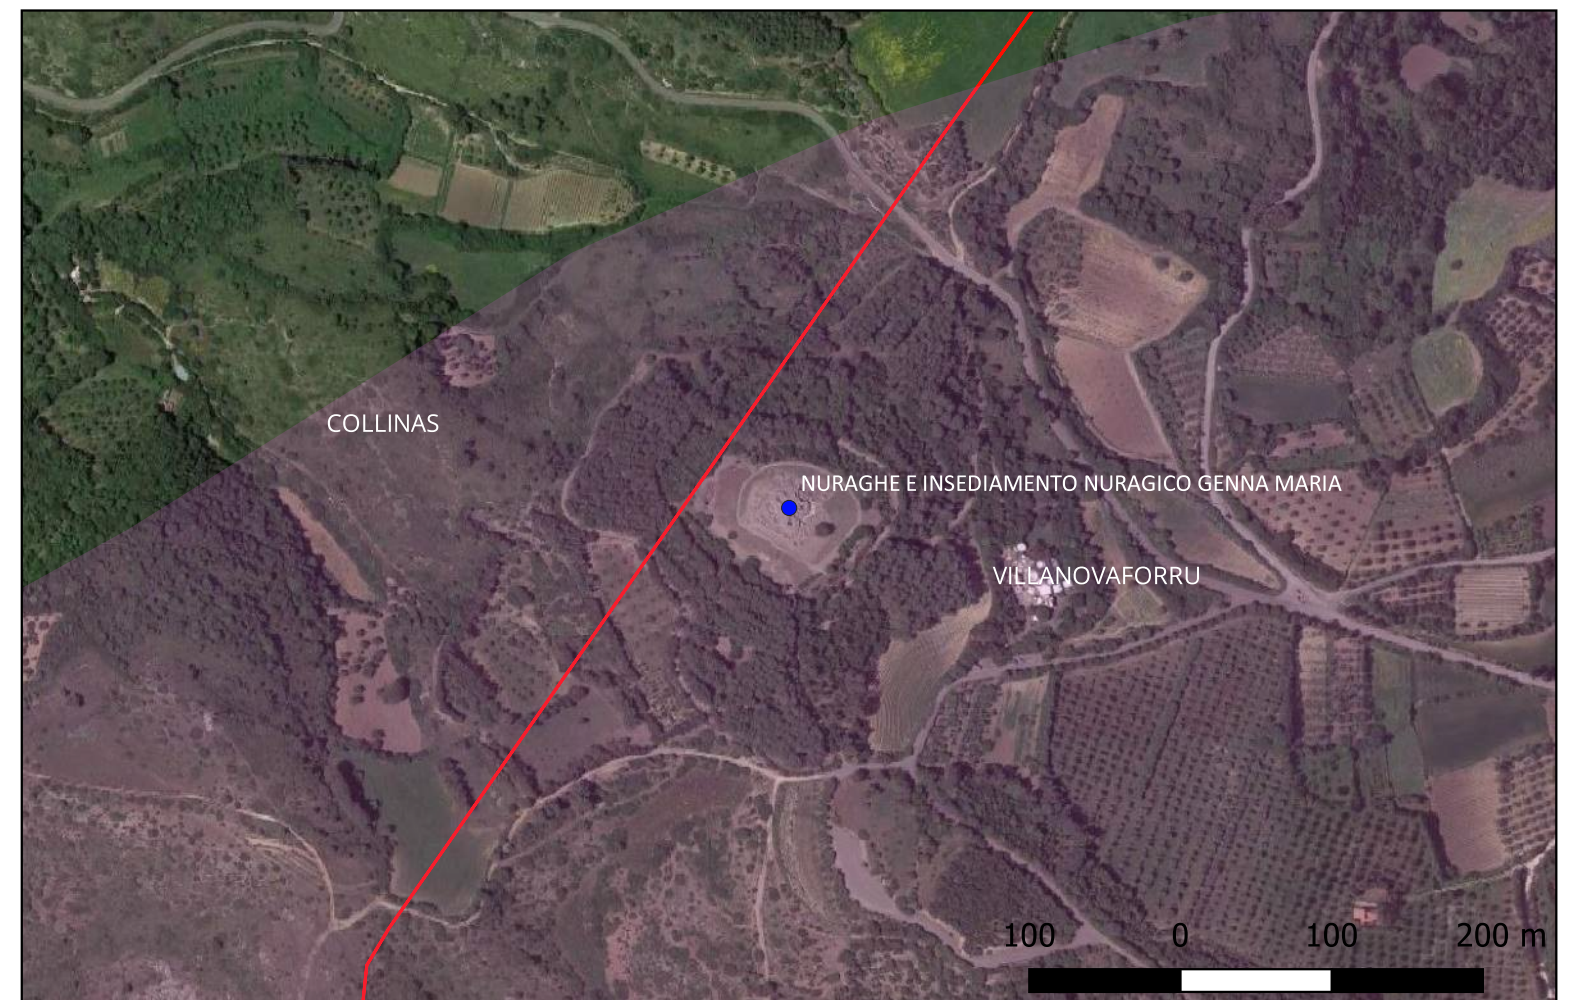 COLLINAS
NURAGHE E INSEDIAMENTO NURAGICO GENNA MARIA
VILLANOVAFORRU
100 0 100 200 m